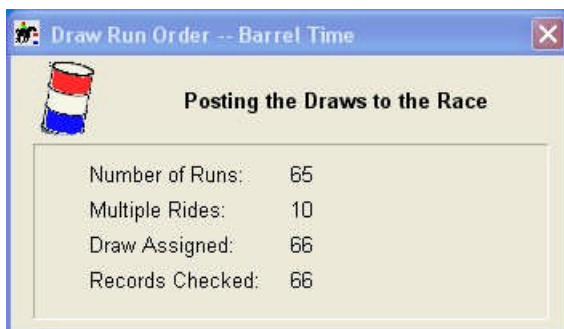 Draw Run Order -- Barrel Time
Posting the Draws to the Race
Number of Runs: 65
Multiple Rides: 10
Draw Assigned: 66
Records Checked: 66